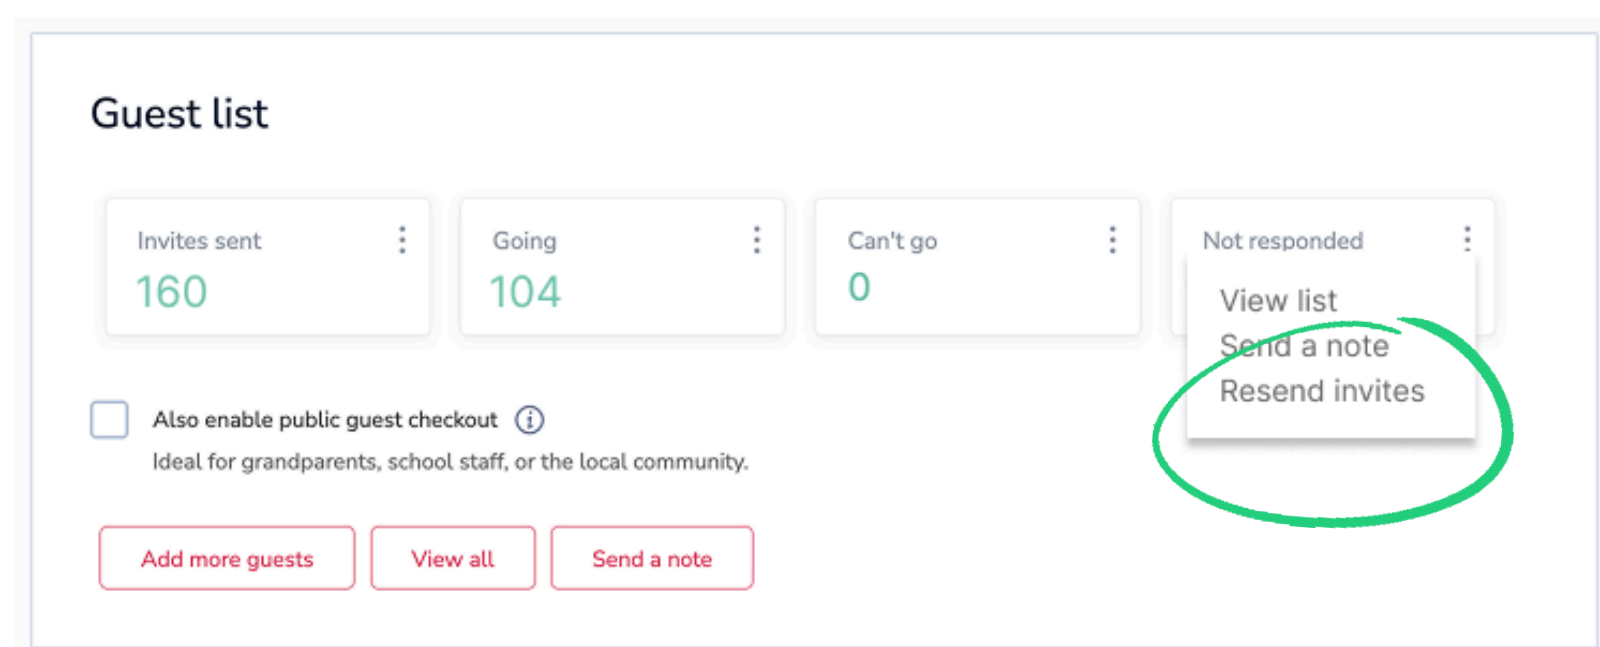 Guest list
Invites sent
160
Going
104
Can't go
0
Not responded
View list
Send a note
Resend invites
Also enable public guest checkout
Ideal for grandparents, school staff, or the local community.
Add more guests
View all
Send a note